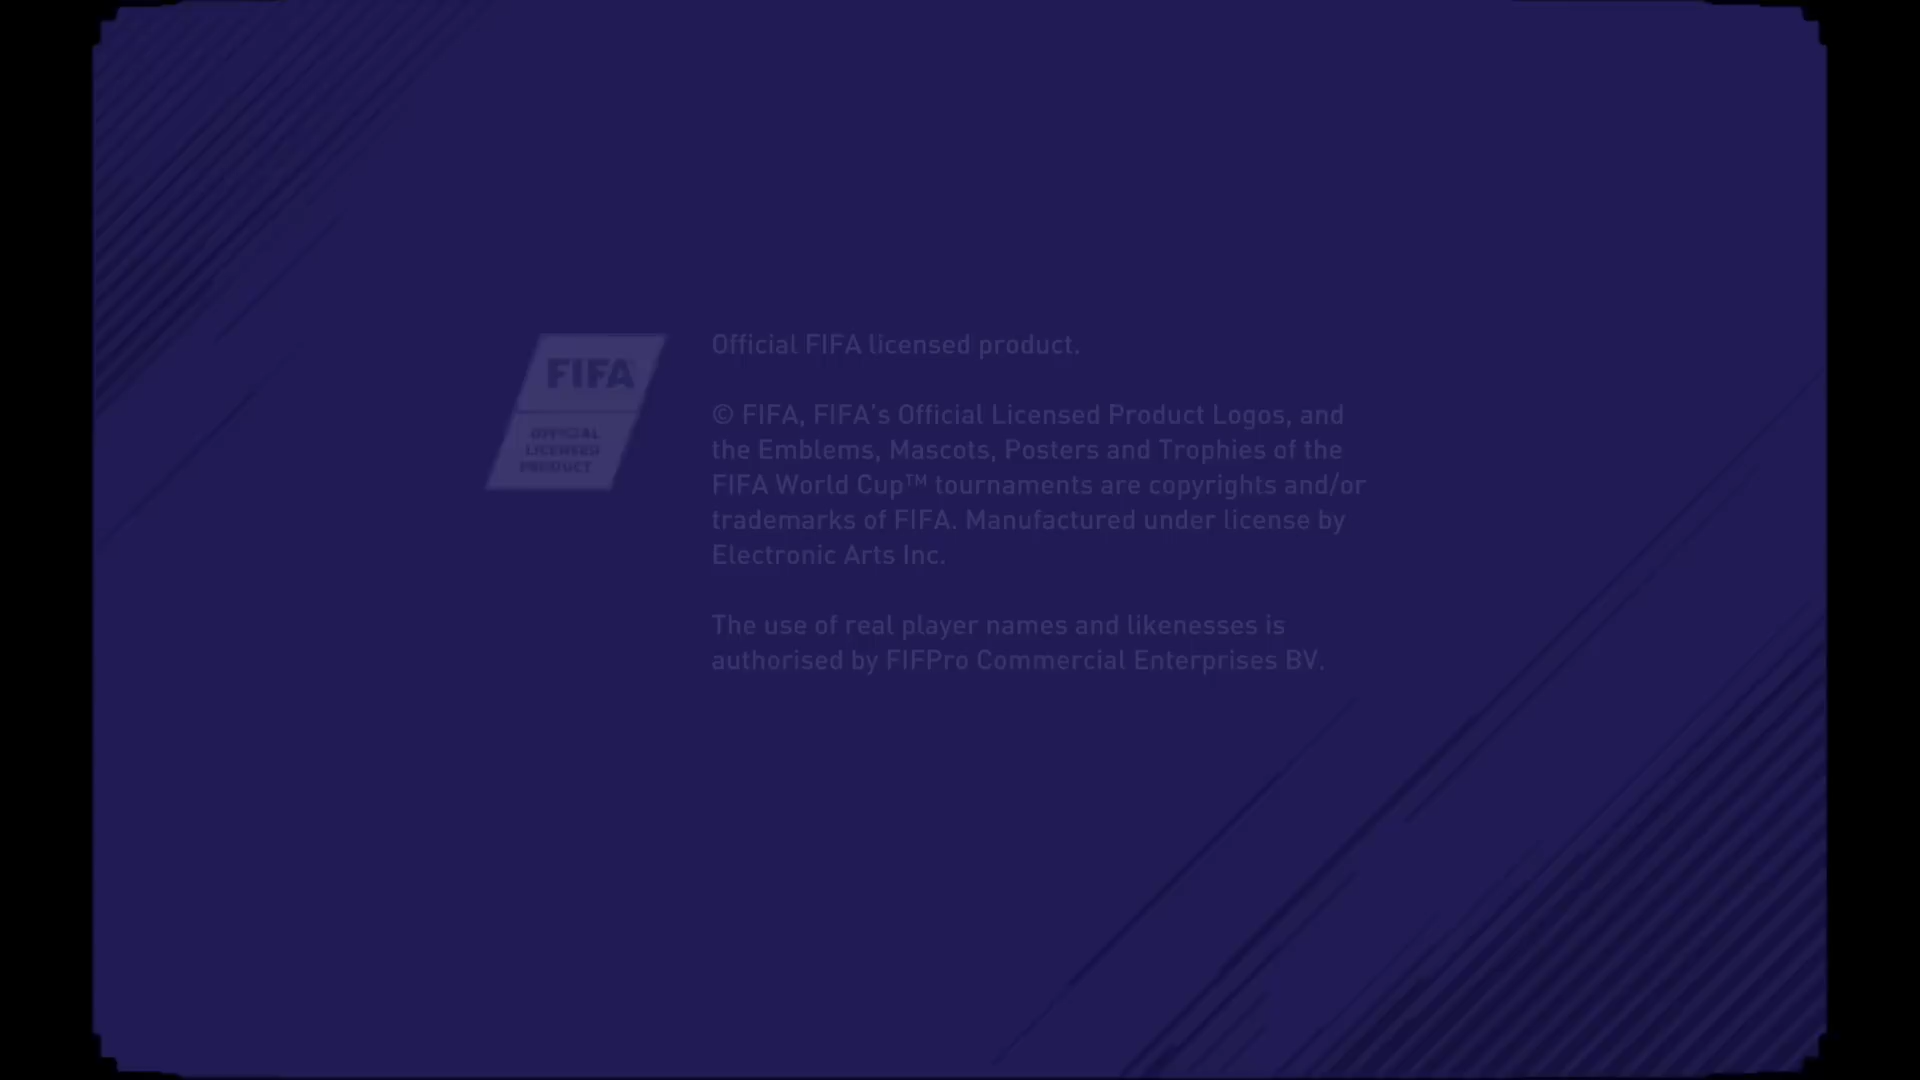 FIFA
OFFICIAL
LICENSED
PRODUCT
Official FIFA licensed product.
© FIFA, FIFA's Official Licensed Product Logos, and
the Emblems, Mascots, Posters and Trophies of the
FIFA World Cup™ tournaments are copyrights and/or
trademarks of FIFA. Manufactured under license by
Electronic Arts Inc.
The use of real player names and likenesses is
authorised by FIFPro Commercial Enterprises BV.